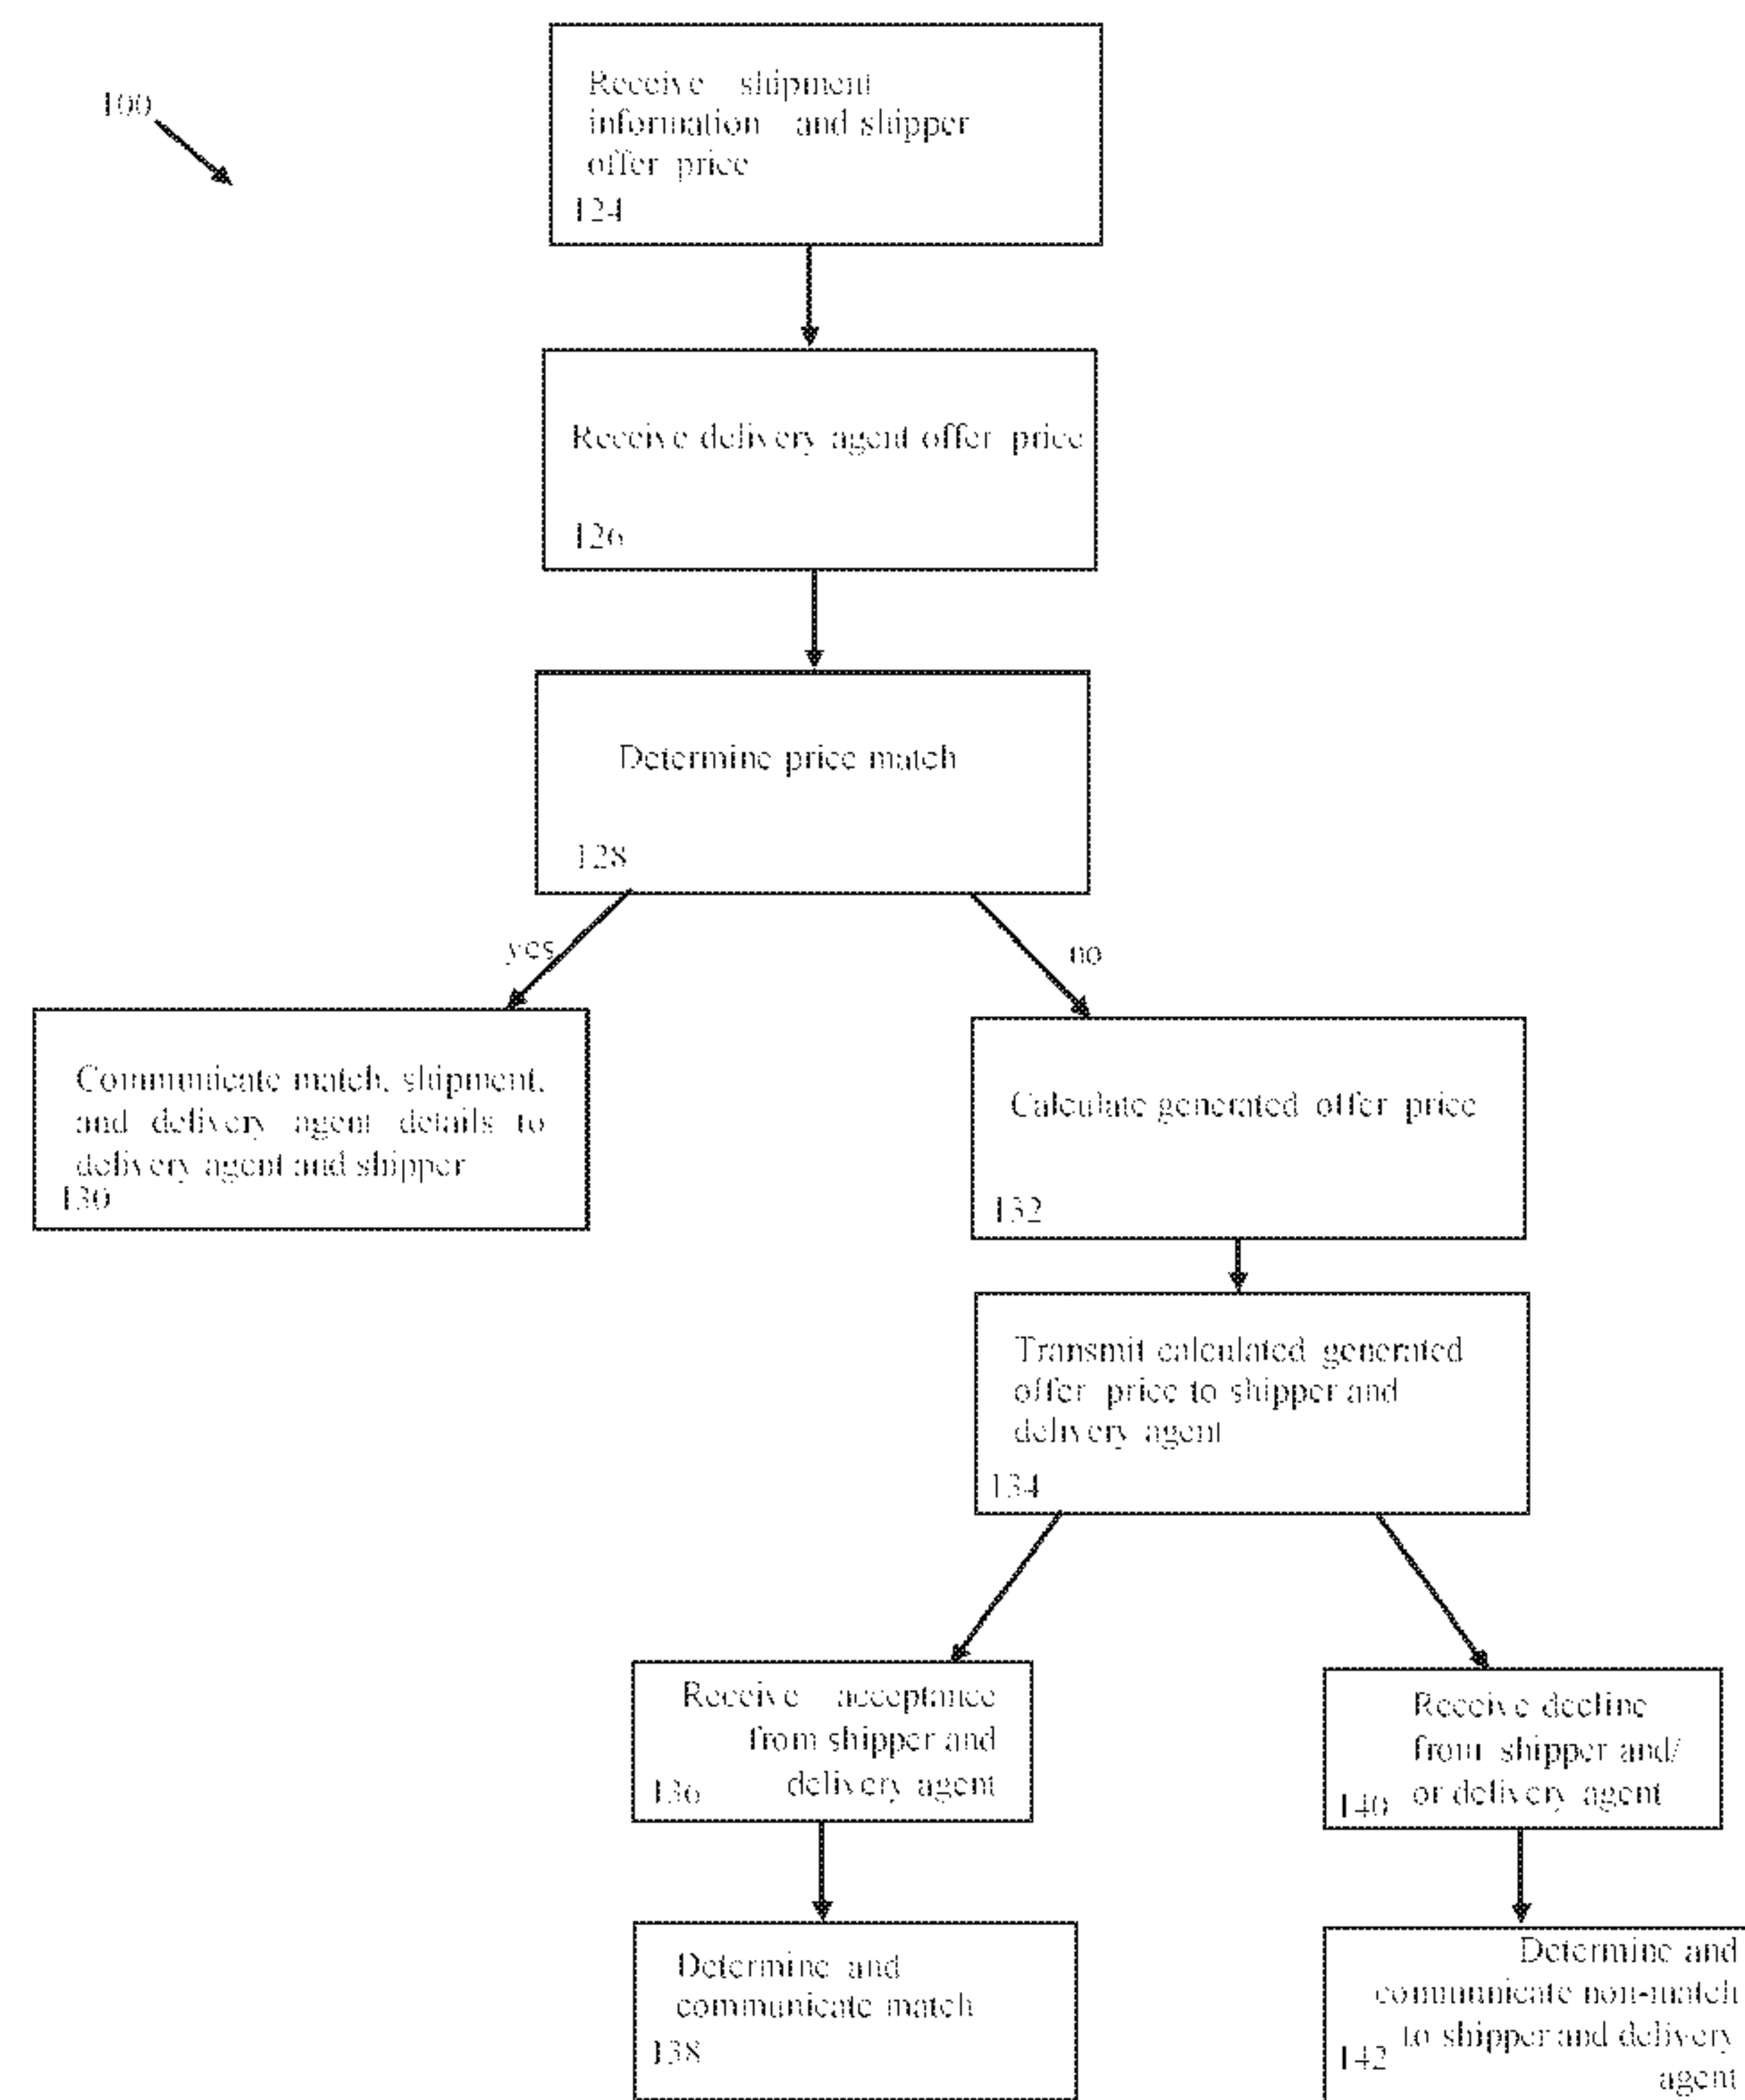 100
Receive shipment
information and shipper
offer price
124
Receive delivery agent offer price
126
Determine price match
128
yes
no
Communicate match, shipment,
and delivery agent details to
delivery agent and shipper
130
Calculate generated offer price
132
Transmit calculated generated
offer price to shipper and
delivery agent
134
Receive acceptance
from shipper and
delivery agent
136
Receive decline
from shipper and/
or delivery agent
140
Determine and
communicate match
138
Determine and
communicate non-match
to shipper and delivery
agent
142